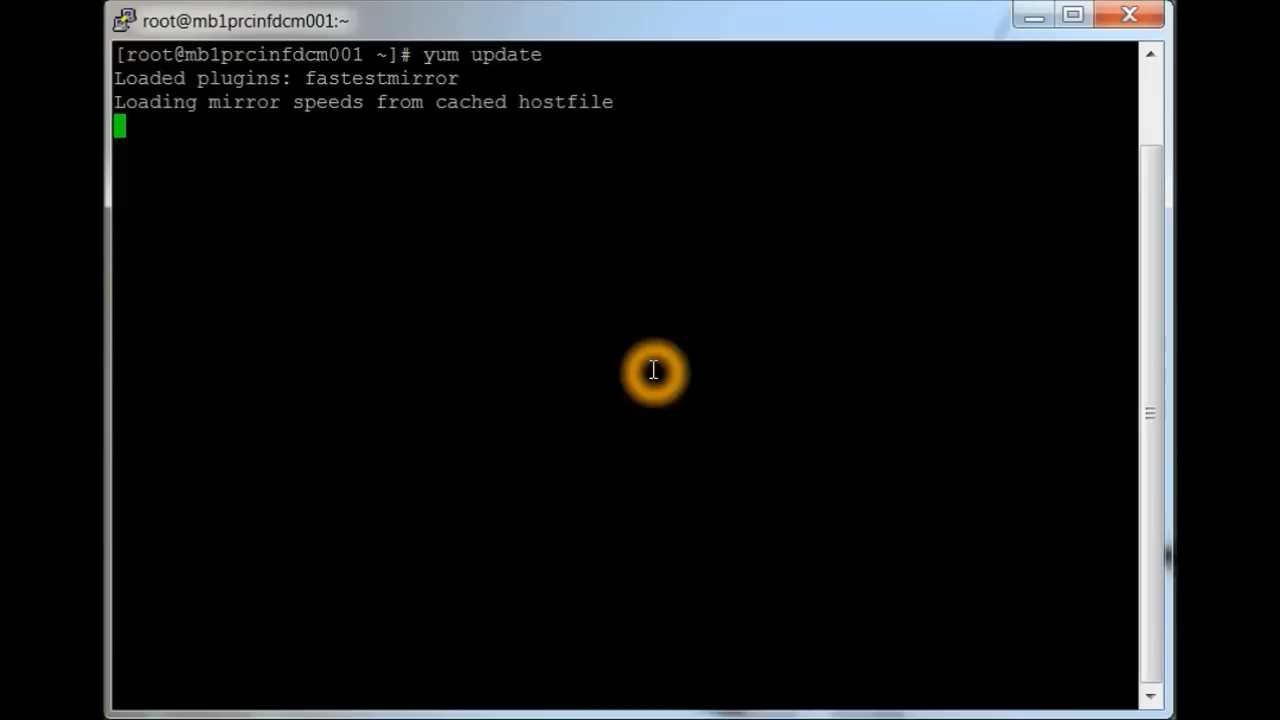 root@mb1prcinfdcm001:~
[root@mb1prcinfdcm001 ~]# yum update
Loaded plugins: fastestmirror
Loading mirror speeds from cached hostfile